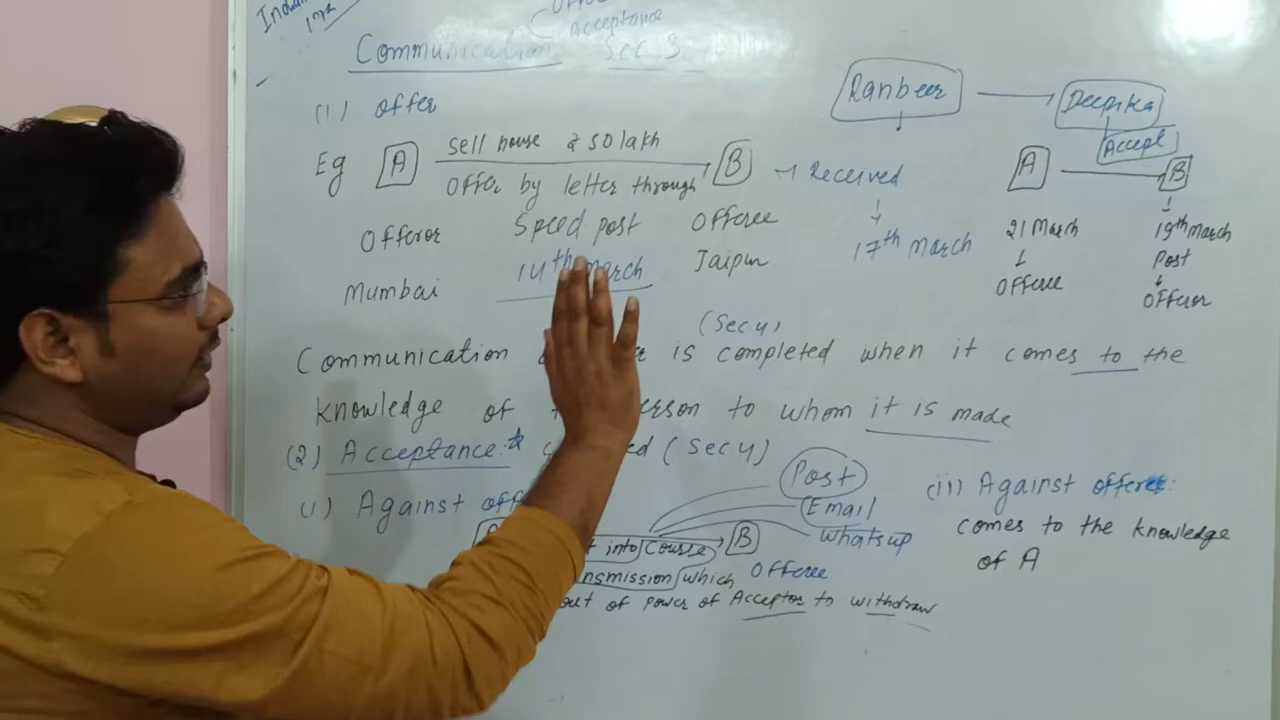 Communication Sec 3
Acceptance
(1) Offer
Eg A sell house ₹ 50 lakh B → Received
Offer by letter through
Offeror Speed post Offeree
17th March
Mumbai 14th March Jaipur
Ranbeer → Deepika
Accept
A → B
21 March 19th March
Offeree Post
Offeror
(Sec 4)
Communication is completed when it comes to the
knowledge of to whom it is made
(2) Acceptance (Sec 4)
(i) Against
into Course B
which Offeree
out of power of Acceptor to withdraw
Post
Email
Whatsup
(ii) Against offeree:
comes to the knowledge
of A